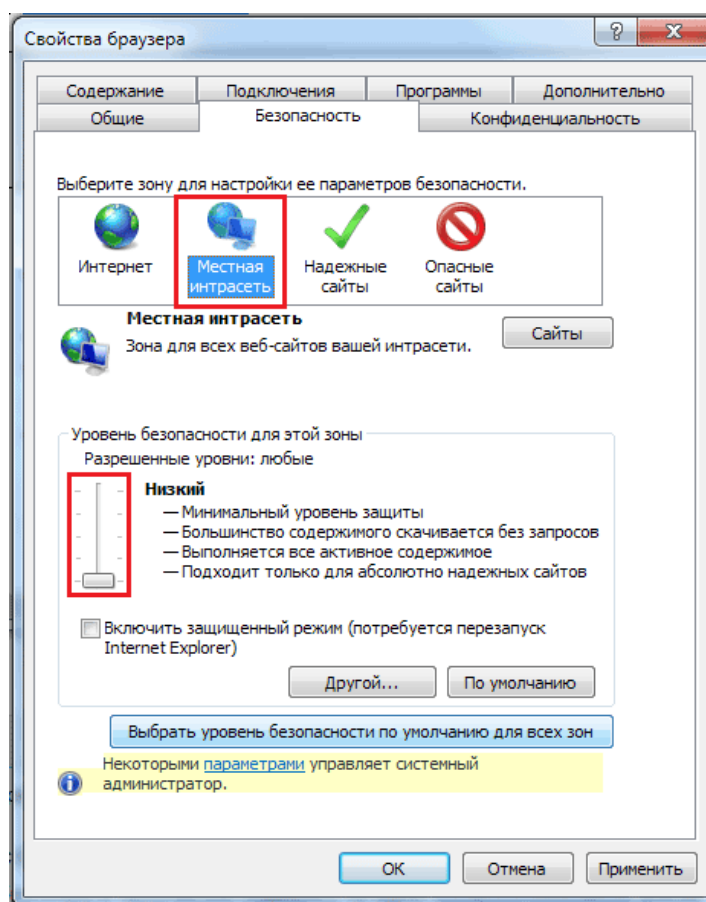 Свойства браузера
Содержание Подключения Программы Дополнительно
Общие Безопасность Конфиденциальность
Выберите зону для настройки ее параметров безопасности.
Интернет
Местная
интрасеть
Надежные
сайты
Опасные
сайты
Местная интрасеть
Зона для всех веб-сайтов вашей интрасети.
Сайты
Уровень безопасности для этой зоны
Разрешенные уровни: любые
Низкий
— Минимальный уровень защиты
— Большинство содержимого скачивается без запросов
— Выполняется все активное содержимое
— Подходит только для абсолютно надежных сайтов
Включить защищенный режим (потребуется перезапуск
Internet Explorer)
Другой... По умолчанию
Выбрать уровень безопасности по умолчанию для всех зон
Некоторыми параметрами управляет системный
администратор.
ОК Отмена Применить